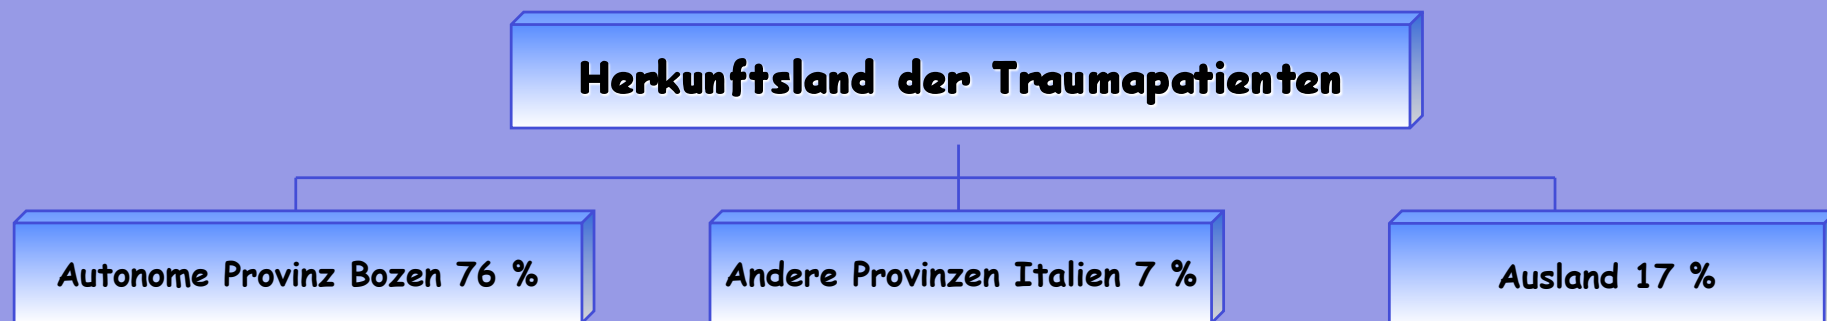 Herkunftsland der Traumapatienten
Autonome Provinz Bozen 76 %
Andere Provinzen Italien 7 %
Ausland 17 %